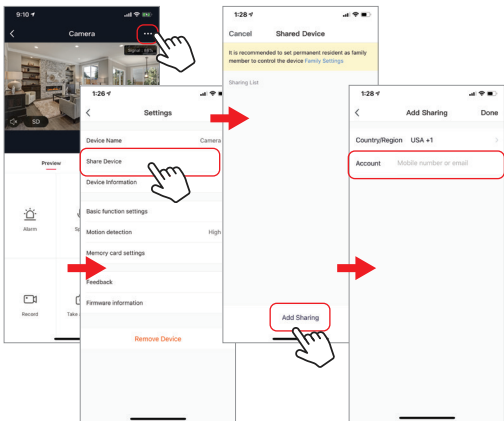 9:10
Camera
Signal 88%
SD
Preview
Alarm
Record
1:26
Settings
Device Name Camera
Share Device
Device Information
Basic function settings
Motion detection High
Memory card settings
Feedback
Firmware information
Remove Device
1:28
Cancel Shared Device
It is recommended to set permanent resident as family
member to control the device Family Settings
Sharing List
Add Sharing
1:28
Add Sharing Done
Country/Region USA +1
Account Mobile number or email